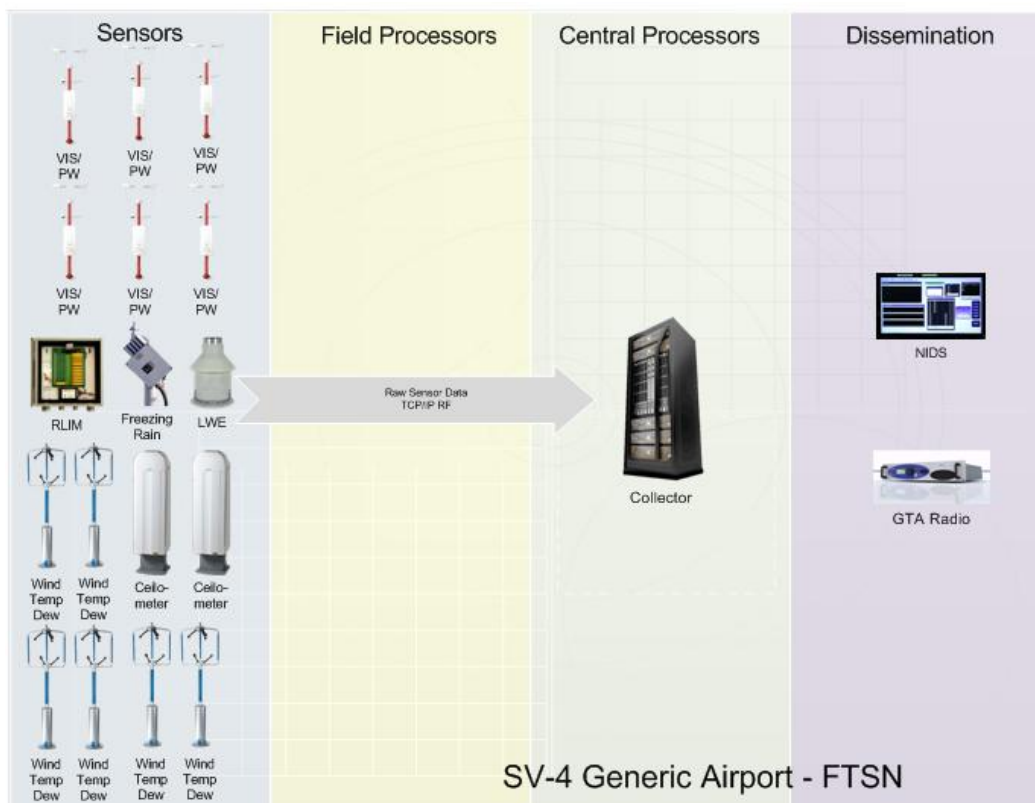 Sensors
Field Processors
Central Processors
Dissemination
VIS/
PW
VIS/
PW
VIS/
PW
VIS/
PW
VIS/
PW
VIS/
PW
RLIM
Freezing
Rain
LWE
Raw Sensor Data
TCP/IP RF
Collector
NIDS
GTA Radio
Wind
Temp
Dew
Wind
Temp
Dew
Ceilo-
meter
Ceilo-
meter
Wind
Temp
Dew
Wind
Temp
Dew
Wind
Temp
Dew
Wind
Temp
Dew
SV-4 Generic Airport - FTSN